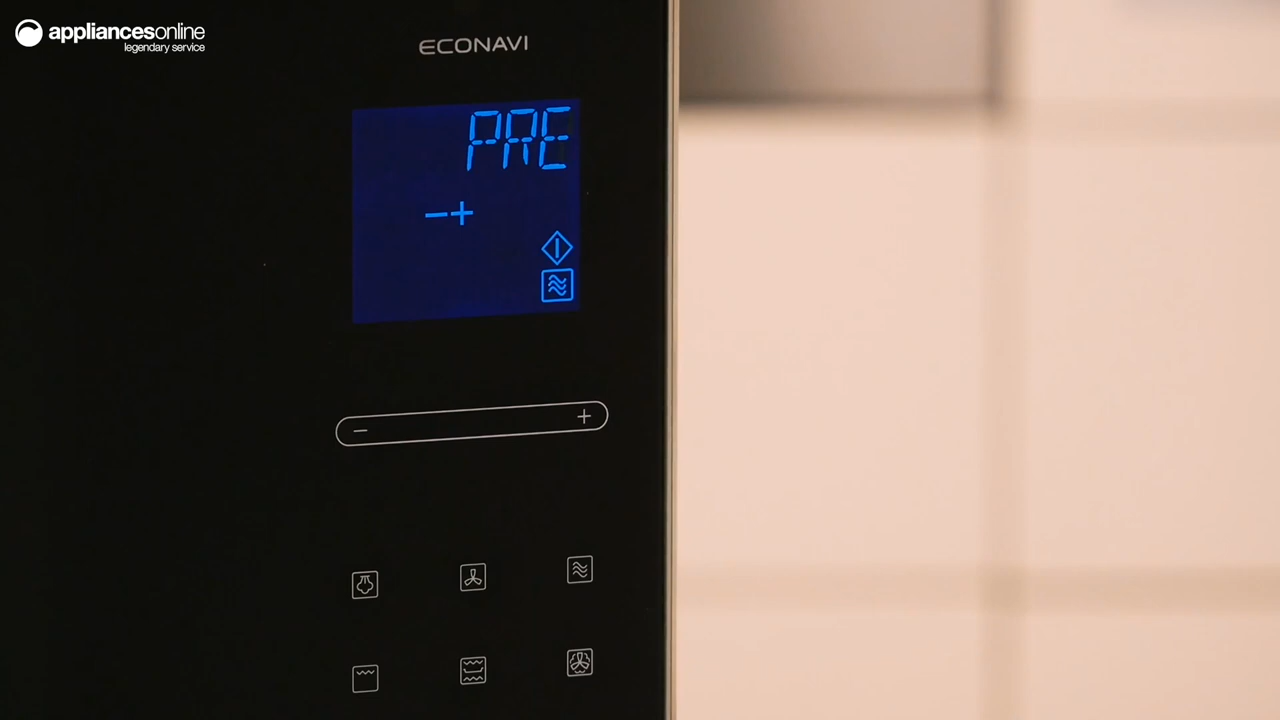 appliancesonline
legendary service
ECONAVI
PRE
−+
− +